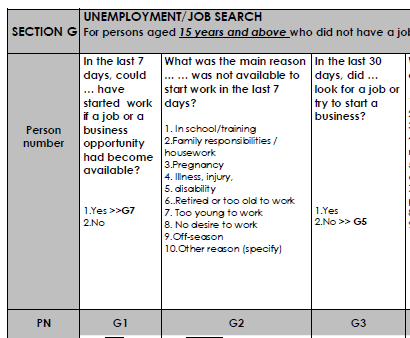 UNEMPLOYMENT/JOB SEARCH
SECTION G
For persons aged 15 years and above who did not have a
Person
number
In the last 7
days, could
... have
started work
if a job or a
business
opportunity
had become
available?
1.Yes >>G7
2.No
What was the main reason
... ... was not available to
start work in the last 7
days?
1. In school/training
2.Family responsibilities /
housework
3.Pregnancy
4. Illness, injury,
5. disability
6..Retired or too old to work
7. Too young to work
8. No desire to work
9.Off-season
10.Other reason (specify)
In the last 30
days, did ...
look for a job or
try to start a
business?
1.Yes
2.No >> G5
PN
G1
G2
G3